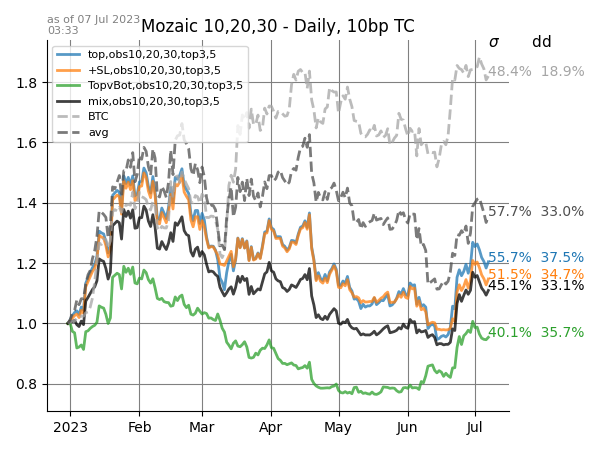 as of 07 Jul 2023
03:33
Mozaic 10,20,30 - Daily, 10bp TC
σ dd
top,obs10,20,30,top3,5
+SL,obs10,20,30,top3,5
TopvBot,obs10,20,30,top3,5
mix,obs10,20,30,top3,5
BTC
avg
48.4% 18.9%
57.7% 33.0%
55.7% 37.5%
51.5% 34.7%
45.1% 33.1%
40.1% 35.7%
1.8
1.6
1.4
1.2
1.0
0.8
2023 Feb Mar Apr May Jun Jul